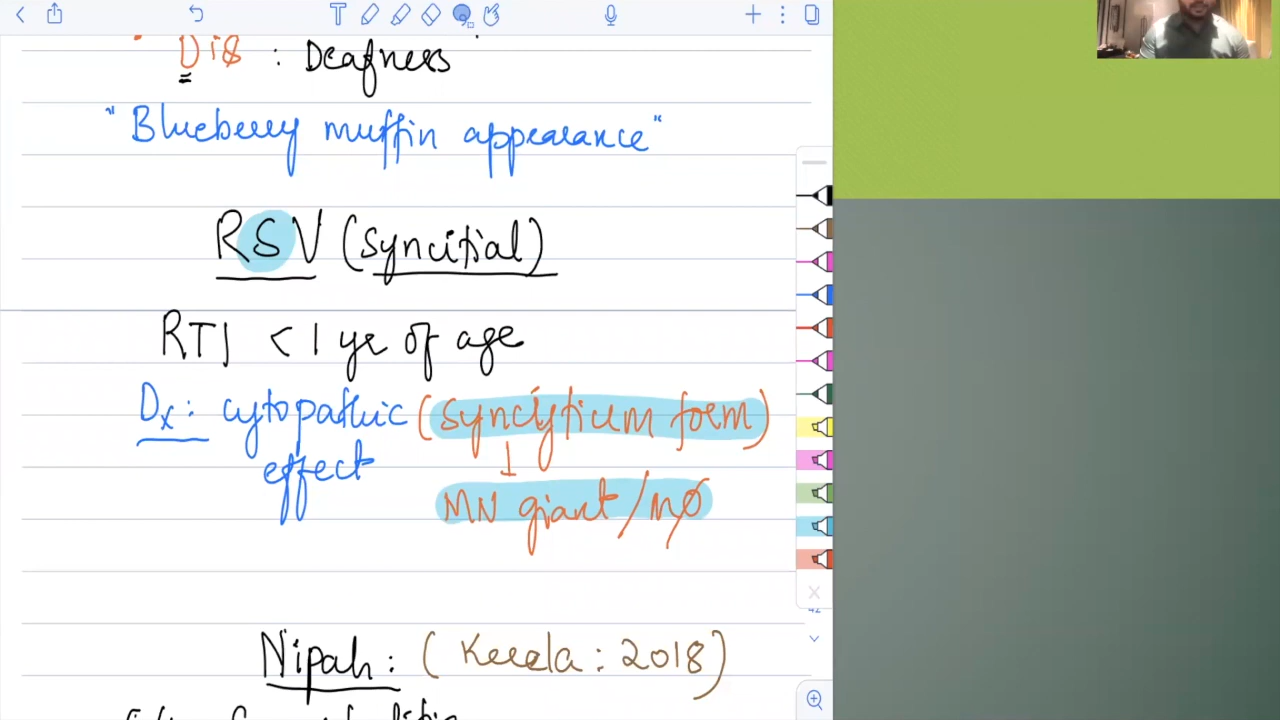 Dis : Deafness
"Blueberry muffin appearance"
RSV (Syncitial)
RTI < 1 yr of age
Dx: cytopathic (Syncytium form)
effect
MN giant/mø
42
Nipah: (Kerala: 2018)